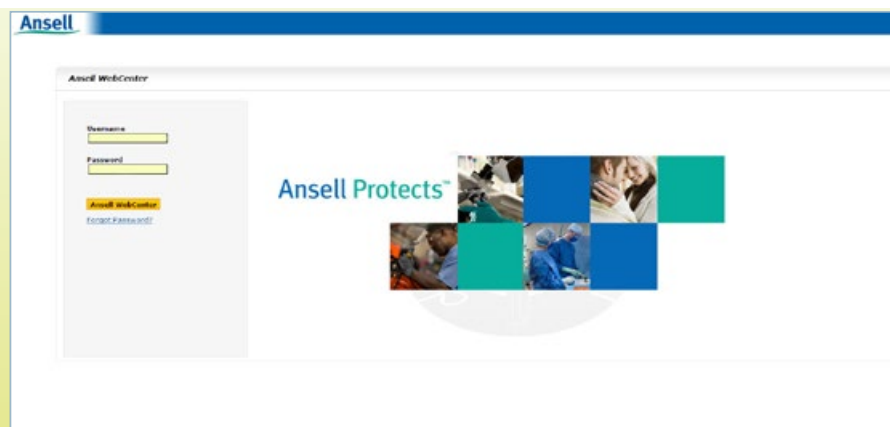 Ansell
Ansell WebCenter
Username
Password
Ansell WebCenter
Forgot Password?
Ansell Protects™